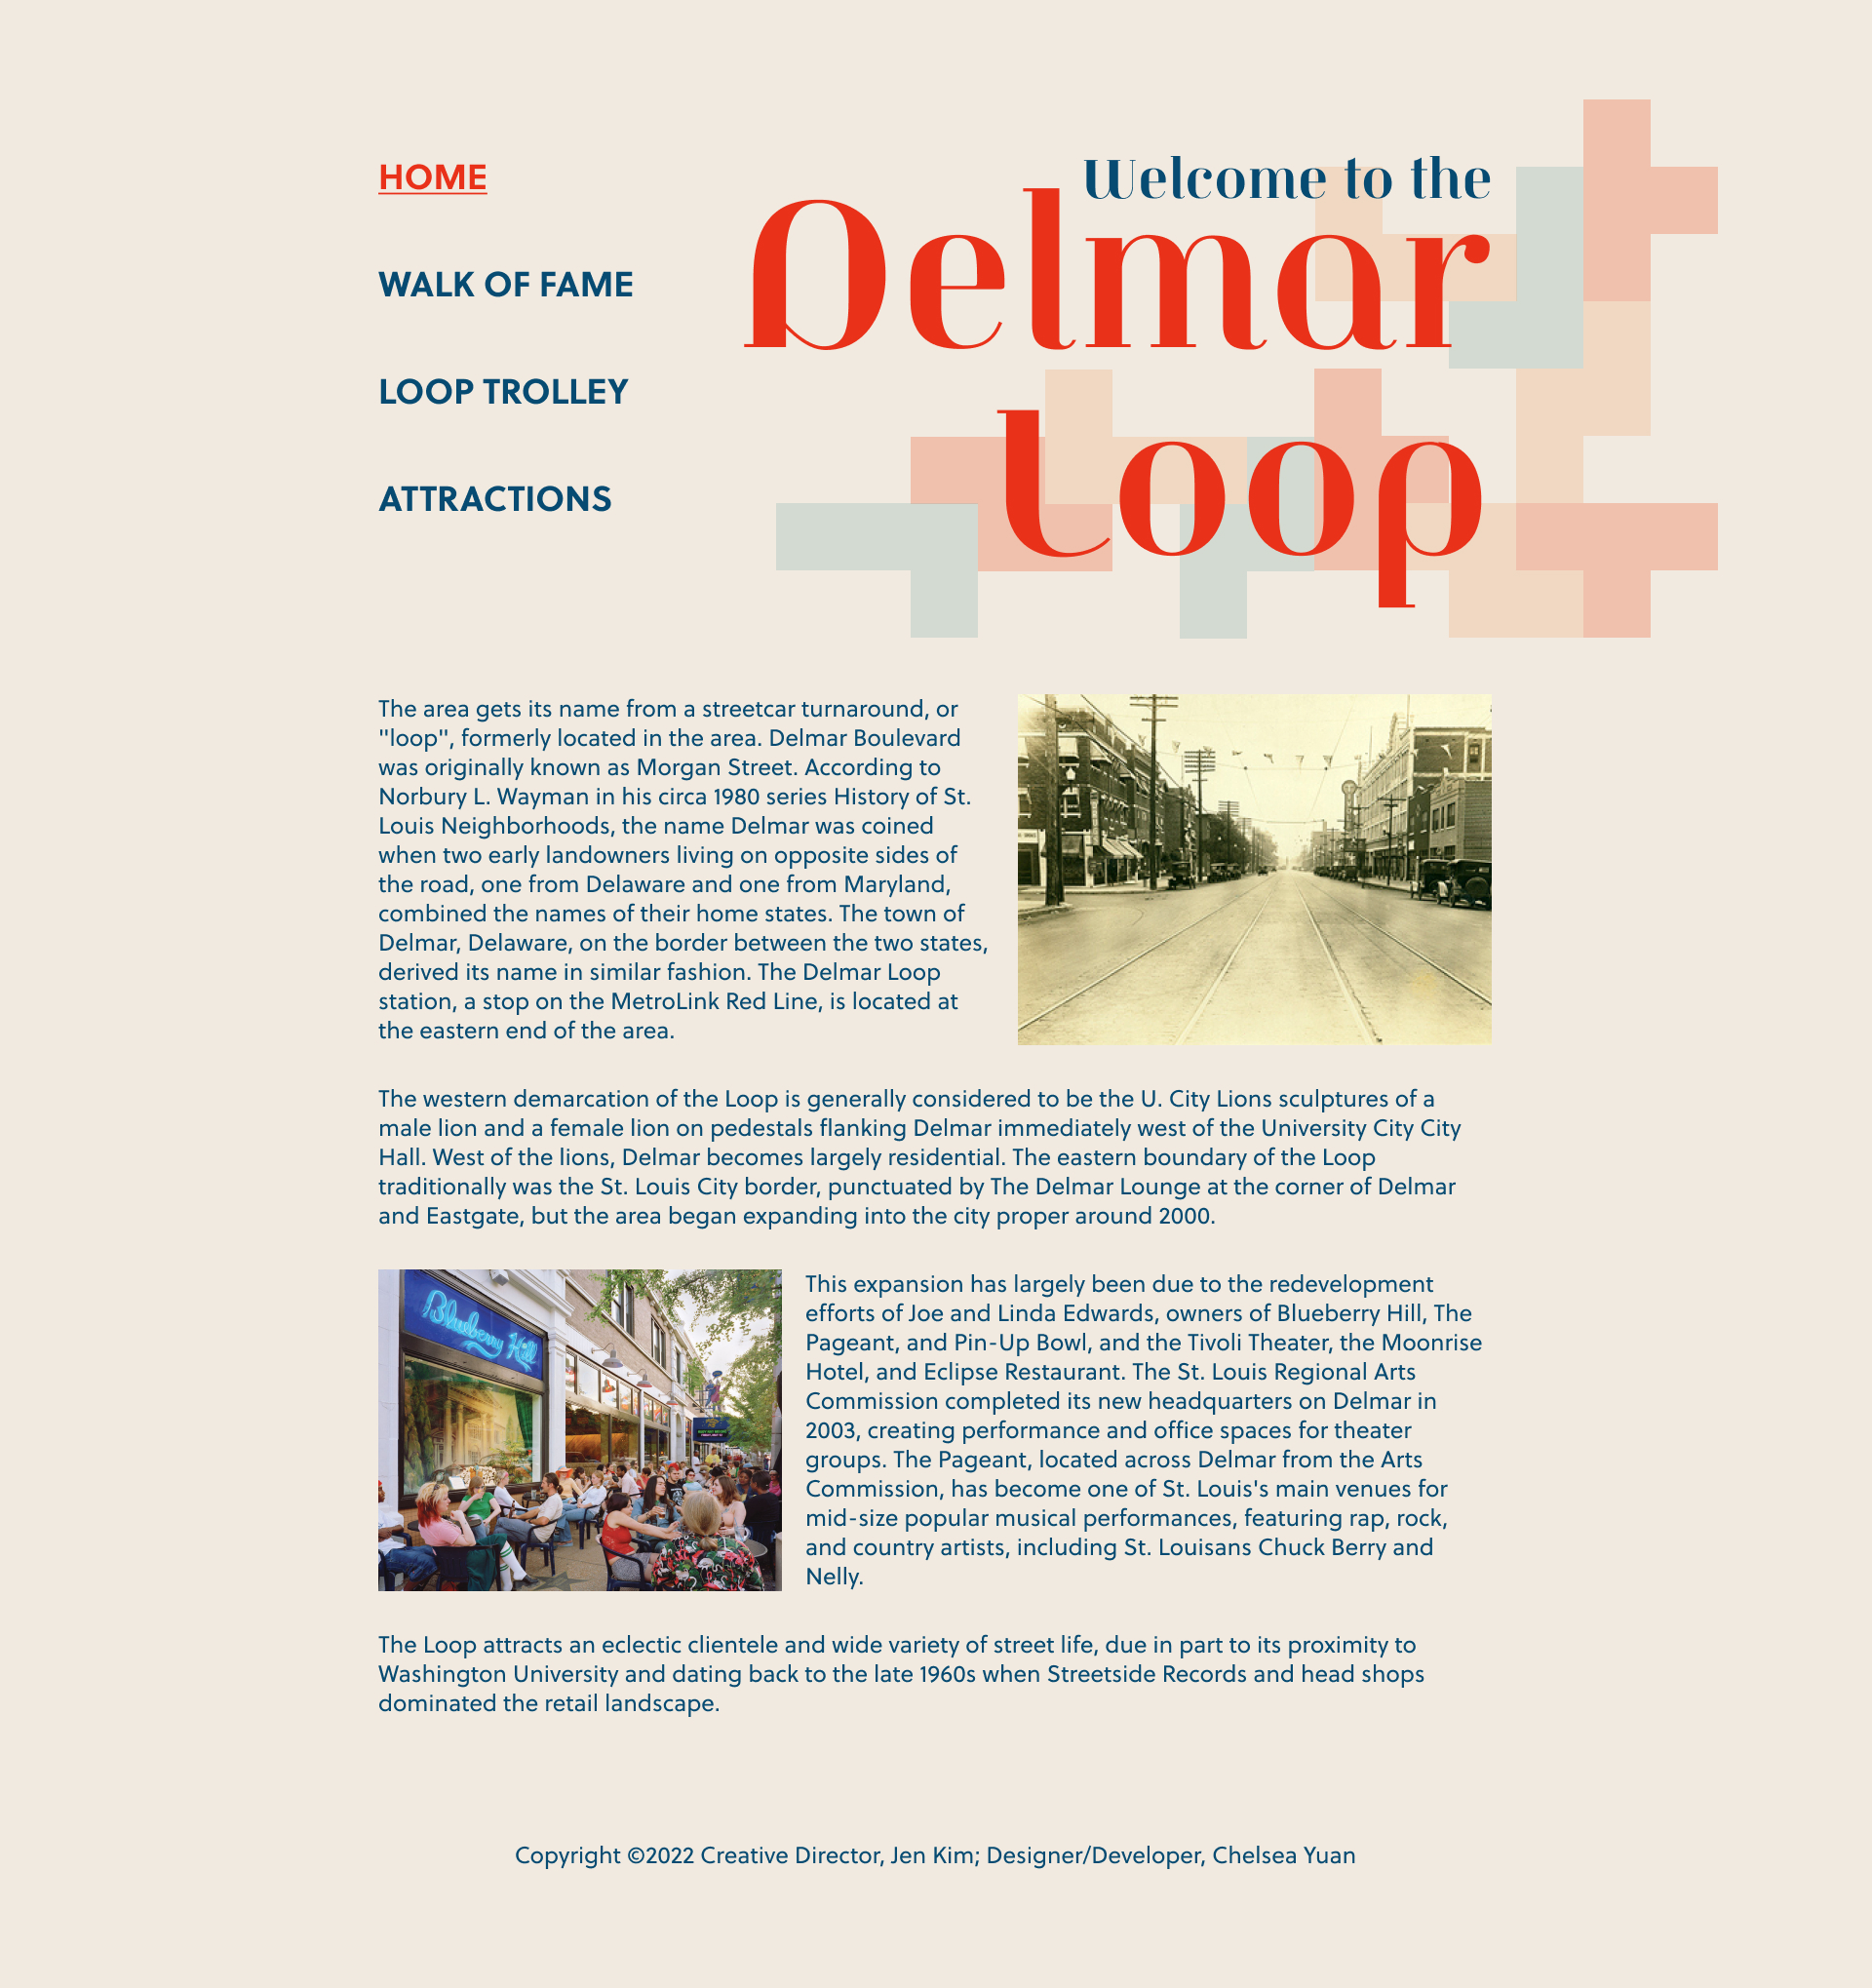 HOME
WALK OF FAME
LOOP TROLLEY
ATTRACTIONS
Welcome to the
Delmar
Loop
The area gets its name from a streetcar turnaround, or
"loop", formerly located in the area. Delmar Boulevard
was originally known as Morgan Street. According to
Norbury L. Wayman in his circa 1980 series History of St.
Louis Neighborhoods, the name Delmar was coined
when two early landowners living on opposite sides of
the road, one from Delaware and one from Maryland,
combined the names of their home states. The town of
Delmar, Delaware, on the border between the two states,
derived its name in similar fashion. The Delmar Loop
station, a stop on the MetroLink Red Line, is located at
the eastern end of the area.
The western demarcation of the Loop is generally considered to be the U. City Lions sculptures of a
male lion and a female lion on pedestals flanking Delmar immediately west of the University City City
Hall. West of the lions, Delmar becomes largely residential. The eastern boundary of the Loop
traditionally was the St. Louis City border, punctuated by The Delmar Lounge at the corner of Delmar
and Eastgate, but the area began expanding into the city proper around 2000.
Blueberry Hill
This expansion has largely been due to the redevelopment
efforts of Joe and Linda Edwards, owners of Blueberry Hill, The
Pageant, and Pin-Up Bowl, and the Tivoli Theater, the Moonrise
Hotel, and Eclipse Restaurant. The St. Louis Regional Arts
Commission completed its new headquarters on Delmar in
2003, creating performance and office spaces for theater
groups. The Pageant, located across Delmar from the Arts
Commission, has become one of St. Louis's main venues for
mid-size popular musical performances, featuring rap, rock,
and country artists, including St. Louisans Chuck Berry and
Nelly.
The Loop attracts an eclectic clientele and wide variety of street life, due in part to its proximity to
Washington University and dating back to the late 1960s when Streetside Records and head shops
dominated the retail landscape.
Copyright ©2022 Creative Director, Jen Kim; Designer/Developer, Chelsea Yuan